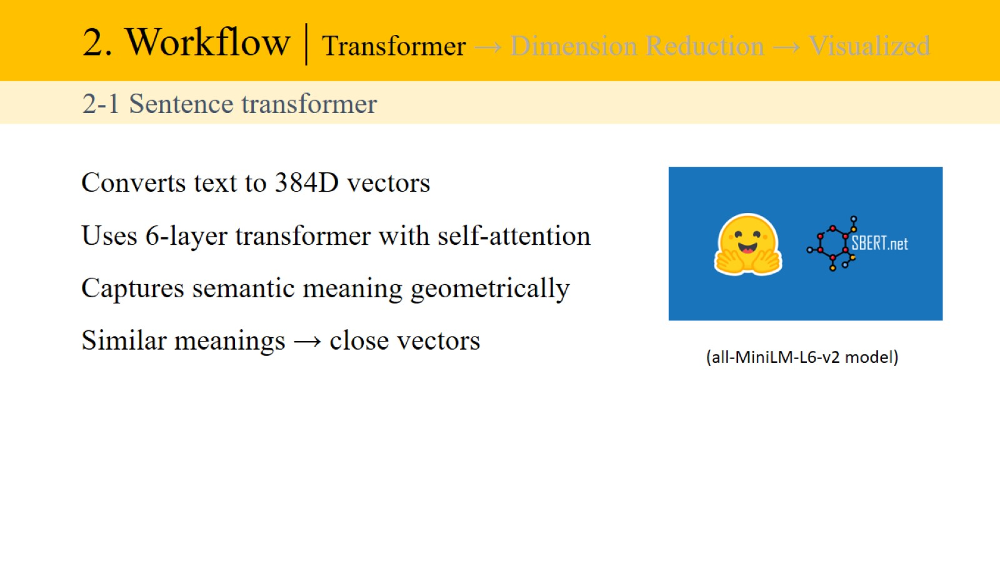 2. Workflow | Transformer → Dimension Reduction → Visualized
2-1 Sentence transformer
Converts text to 384D vectors
Uses 6-layer transformer with self-attention
Captures semantic meaning geometrically
Similar meanings → close vectors
SBERT.net
(all-MiniLM-L6-v2 model)